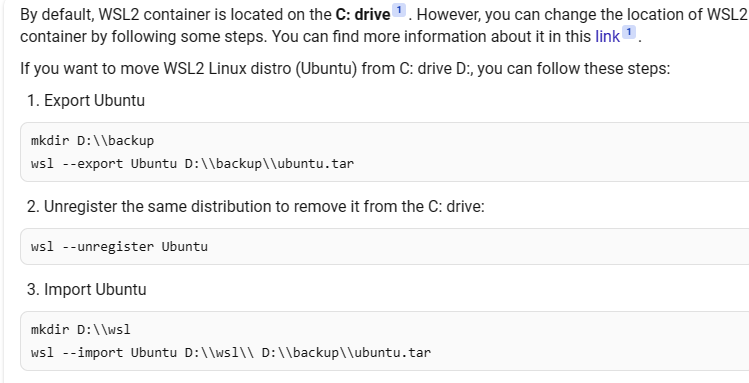 By default, WSL2 container is located on the C: drive 1 . However, you can change the location of WSL2
container by following some steps. You can find more information about it in this link 1 .
If you want to move WSL2 Linux distro (Ubuntu) from C: drive D:, you can follow these steps:
1. Export Ubuntu
mkdir D:\\backup
wsl --export Ubuntu D:\\backup\\ubuntu.tar
2. Unregister the same distribution to remove it from the C: drive:
wsl --unregister Ubuntu
3. Import Ubuntu
mkdir D:\\wsl
wsl --import Ubuntu D:\\wsl\\ D:\\backup\\ubuntu.tar